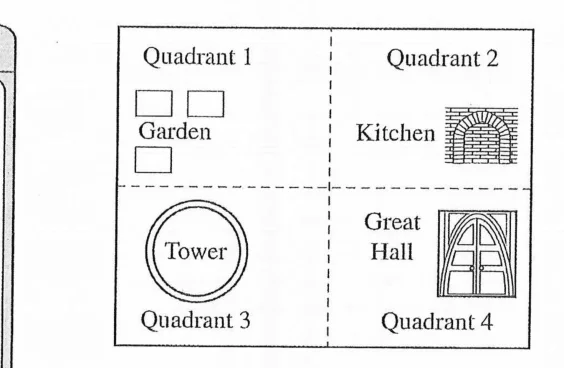 Quadrant 1
Quadrant 2
Garden
Kitchen
Tower
Great
Hall
Quadrant 3
Quadrant 4